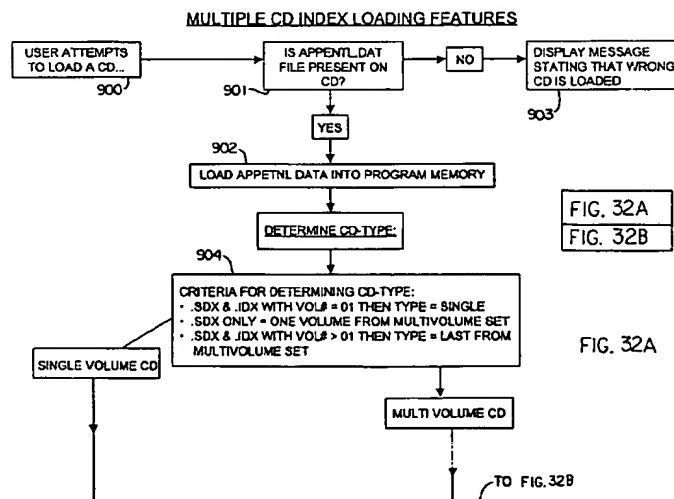 MULTIPLE CD INDEX LOADING FEATURES
USER ATTEMPTS
TO LOAD A CD...
900
IS APPENTL.DAT
FILE PRESENT ON
CD?
901
NO
DISPLAY MESSAGE
STATING THAT WRONG
CD IS LOADED
903
YES
902
LOAD APPETNL DATA INTO PROGRAM MEMORY
DETERMINE CD-TYPE:
FIG. 32A
FIG. 32B
904
CRITERIA FOR DETERMINING CD-TYPE:
• .SDX & .IDX WITH VOL# = 01 THEN TYPE = SINGLE
• .SDX ONLY = ONE VOLUME FROM MULTIVOLUME SET
• .SDX & .IDX WITH VOL# > 01 THEN TYPE = LAST FROM
MULTIVOLUME SET
FIG. 32A
SINGLE VOLUME CD
MULTI VOLUME CD
TO FIG. 32B